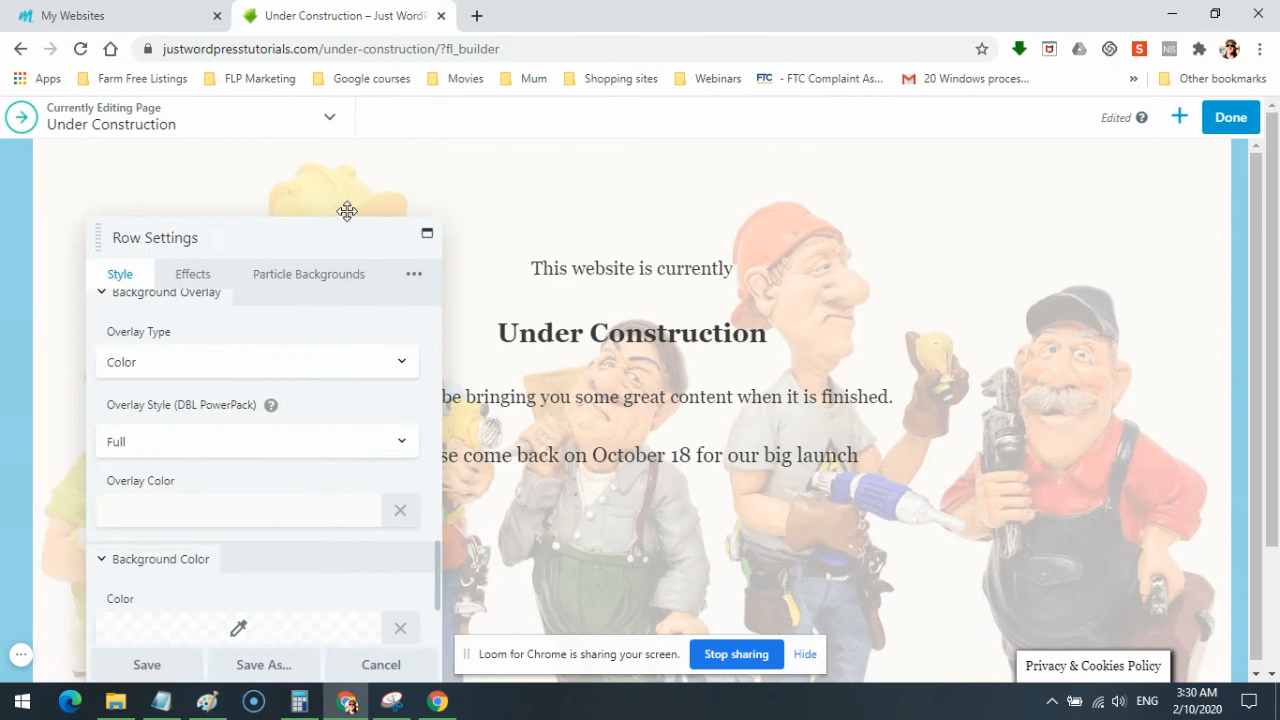 My Websites
Under Construction – Just WordPr
justwordpresstutorials.com/under-construction/?fl_builder
S
NS
Apps
Farm Free Listings
FLP Marketing
Google courses
Movies
Mum
Shopping sites
Webinars
FTC - FTC Complaint As...
20 Windows proces...
»
Other bookmarks
Currently Editing Page
Under Construction
Edited ?
+
Done
Row Settings
Style
Effects
Particle Backgrounds
Background Overlay
Overlay Type
Color
Overlay Style (DBL PowerPack) ?
Full
Overlay Color
Background Color
Color
Save
Save As...
Cancel
This website is currently
Under Construction
be bringing you some great content when it is finished.
se come back on October 18 for our big launch
Loom for Chrome is sharing your screen.
Stop sharing
Hide
Privacy & Cookies Policy
ENG
3:30 AM
2/10/2020